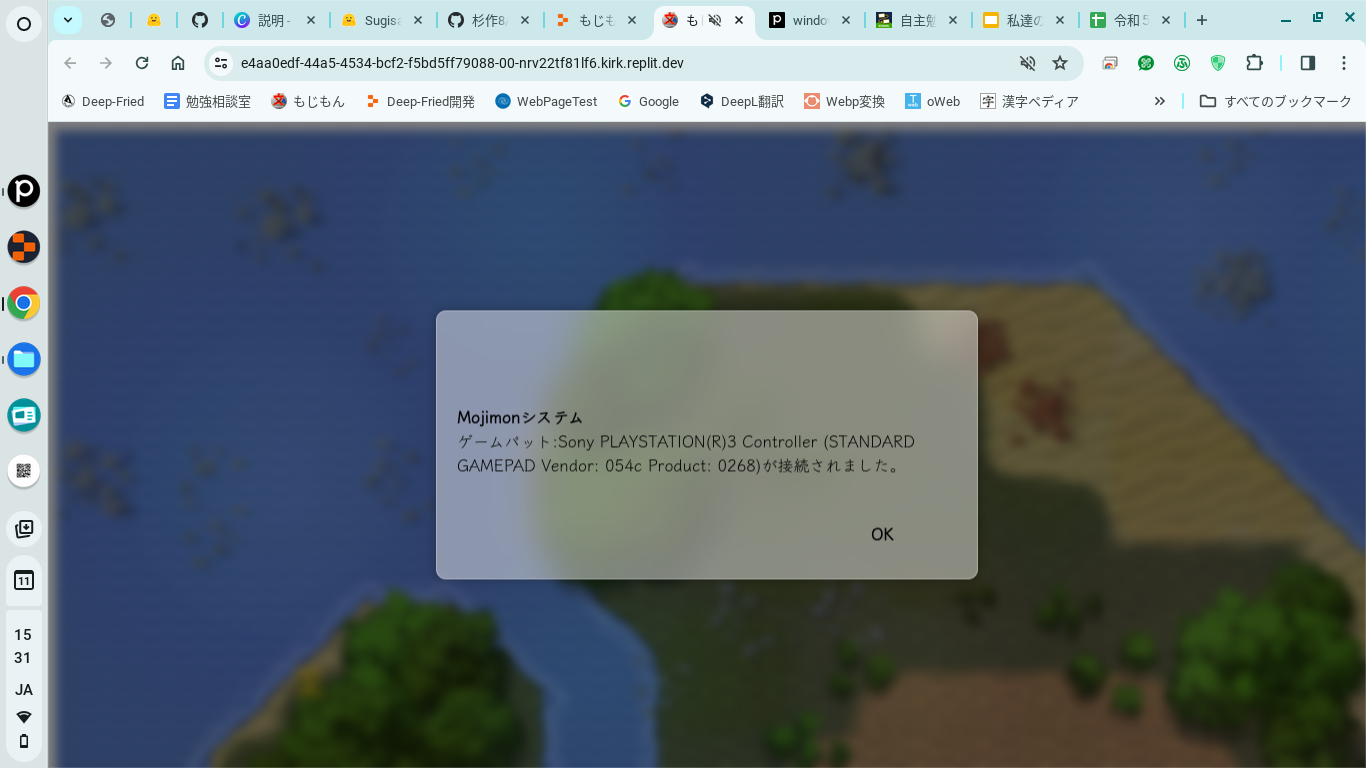 説明 -
Sugisa
杉作8/
もじも
も
windo
自主勉
私達の
令和５
e4aa0edf-44a5-4534-bcf2-f5bd5ff79088-00-nrv22tf81lf6.kirk.replit.dev
Deep-Fried
勉強相談室
もじもん
Deep-Fried開発
WebPageTest
Google
DeepL翻訳
Webp変換
oWeb
漢字ペディア
すべてのブックマーク
Mojimonシステム
ゲームパット:Sony PLAYSTATION(R)3 Controller (STANDARD
GAMEPAD Vendor: 054c Product: 0268)が接続されました。
OK
11
15
31
JA